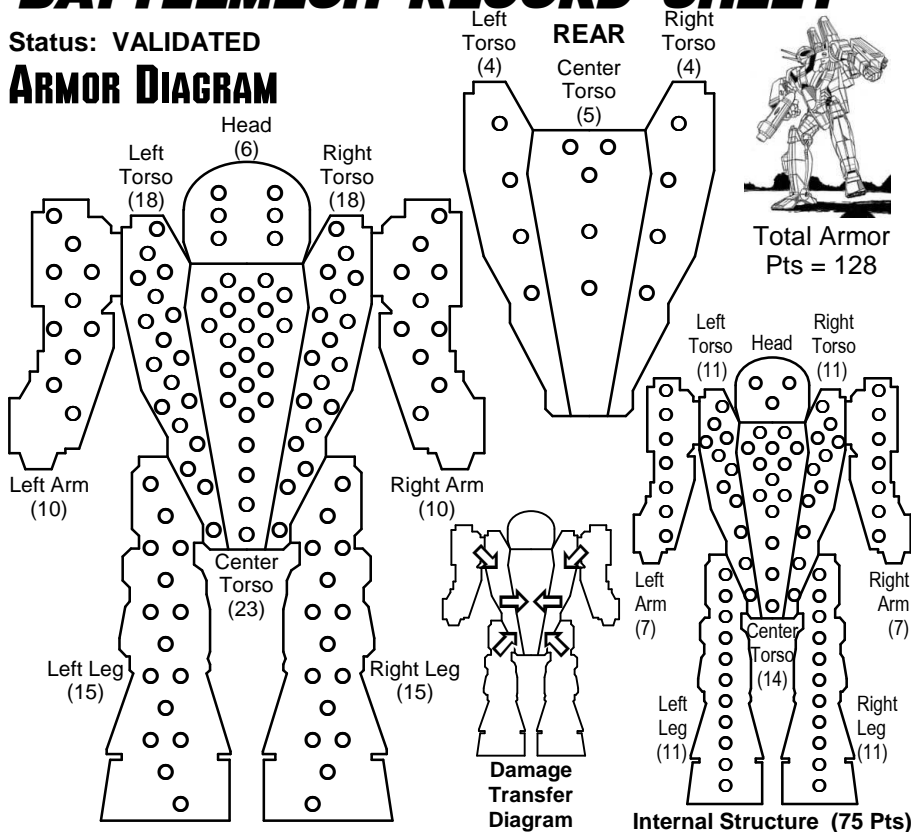 BATTLEMECH RECORD SHEET
Status: VALIDATED
ARMOR DIAGRAM
Head
(6)
Left
Torso
(18)
Right
Torso
(18)
Left Arm
(10)
Right Arm
(10)
Center
Torso
(23)
Left Leg
(15)
Right Leg
(15)
Left
Torso
(4)
REAR
Center
Torso
(5)
Right
Torso
(4)
Total Armor
Pts = 128
Left
Torso
(11)
Head
Right
Torso
(11)
Left
Arm
(7)
Right
Arm
(7)
Center
Torso
(14)
Left
Leg
(11)
Right
Leg
(11)
Damage
Transfer
Diagram
Internal Structure (75 Pts)